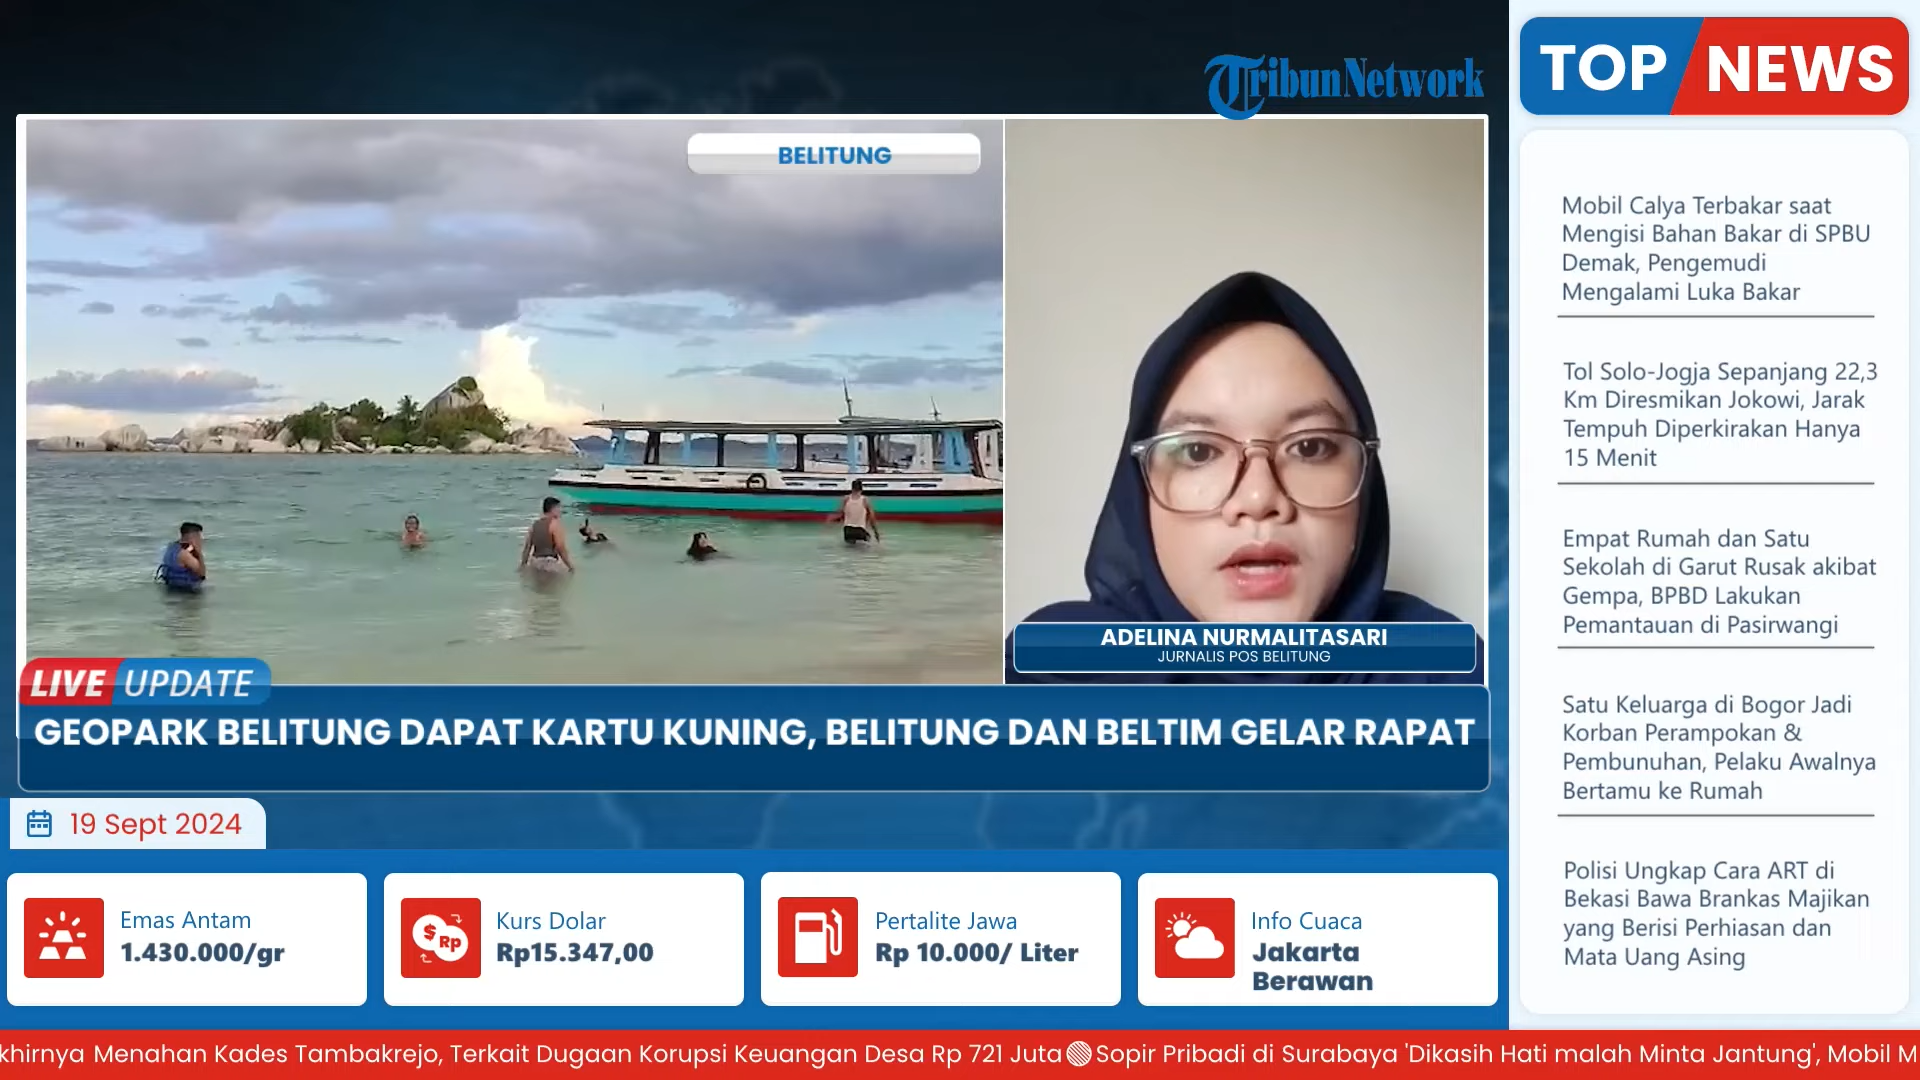 TribunNetwork
TOP NEWS
BELITUNG
Mobil Calya Terbakar saat
Mengisi Bahan Bakar di SPBU
Demak, Pengemudi
Mengalami Luka Bakar
Tol Solo-Jogja Sepanjang 22,3
Km Diresmikan Jokowi, Jarak
Tempuh Diperkirakan Hanya
15 Menit
Empat Rumah dan Satu
Sekolah di Garut Rusak akibat
Gempa, BPBD Lakukan
Pemantauan di Pasirwangi
Satu Keluarga di Bogor Jadi
Korban Perampokan &
Pembunuhan, Pelaku Awalnya
Bertamu ke Rumah
Polisi Ungkap Cara ART di
Bekasi Bawa Brankas Majikan
yang Berisi Perhiasan dan
Mata Uang Asing
ADELINA NURMALITASARI
JURNALIS POS BELITUNG
LIVE UPDATE
GEOPARK BELITUNG DAPAT KARTU KUNING, BELITUNG DAN BELTIM GELAR RAPAT
19 Sept 2024
Emas Antam
1.430.000/gr
Kurs Dolar
$ Rp
Rp15.347,00
Pertalite Jawa
Rp 10.000/ Liter
Info Cuaca
Jakarta
Berawan
khirnya Menahan Kades Tambakrejo, Terkait Dugaan Korupsi Keuangan Desa Rp 721 Juta Sopir Pribadi di Surabaya 'Dikasih Hati malah Minta Jantung', Mobil M